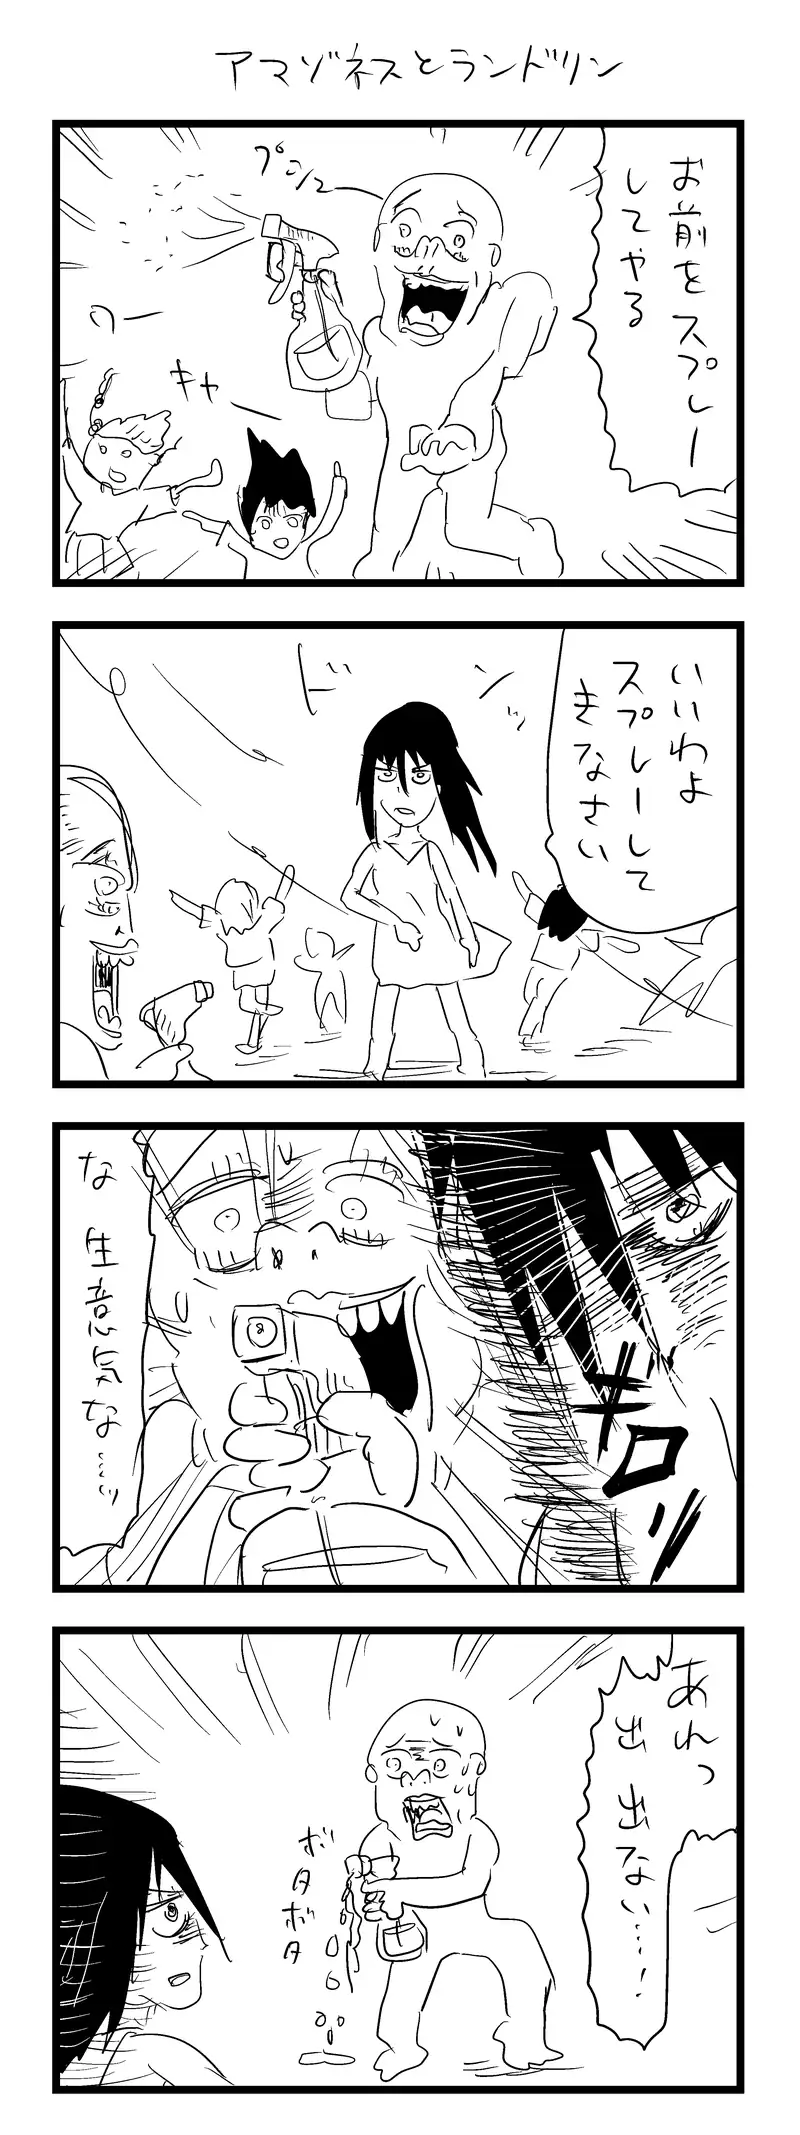 アマゾネスとランドリン
お前をスプレー
してやる
プシュー
ワー
キャー
いいわよ
スプレーして
きなさい
ドンッ
な 生意気な……ッ
ギロッ
あれっ
出 出ない……!
ボタボタ